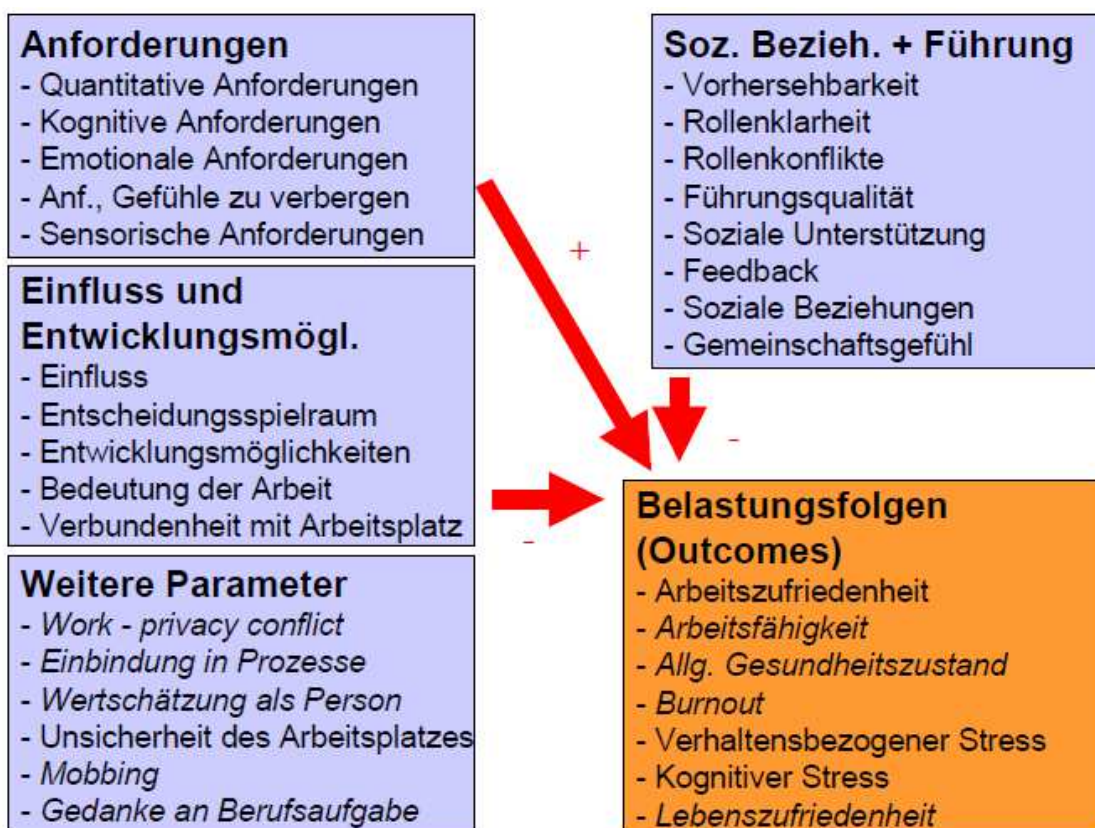 Anforderungen
- Quantitative Anforderungen
- Kognitive Anforderungen
- Emotionale Anforderungen
- Anf., Gefühle zu verbergen
- Sensorische Anforderungen
Einfluss und
Entwicklungsmögl.
- Einfluss
- Entscheidungsspielraum
- Entwicklungsmöglichkeiten
- Bedeutung der Arbeit
- Verbundenheit mit Arbeitsplatz
Weitere Parameter
- Work - privacy conflict
- Einbindung in Prozesse
- Wertschätzung als Person
- Unsicherheit des Arbeitsplatzes
- Mobbing
- Gedanke an Berufsaufgabe
+
-
Soz. Bezieh. + Führung
- Vorhersehbarkeit
- Rollenklarheit
- Rollenkonflikte
- Führungsqualität
- Soziale Unterstützung
- Feedback
- Soziale Beziehungen
- Gemeinschaftsgefühl
-
Belastungsfolgen
(Outcomes)
- Arbeitszufriedenheit
- Arbeitsfähigkeit
- Allg. Gesundheitszustand
- Burnout
- Verhaltensbezogener Stress
- Kognitiver Stress
- Lebenszufriedenheit